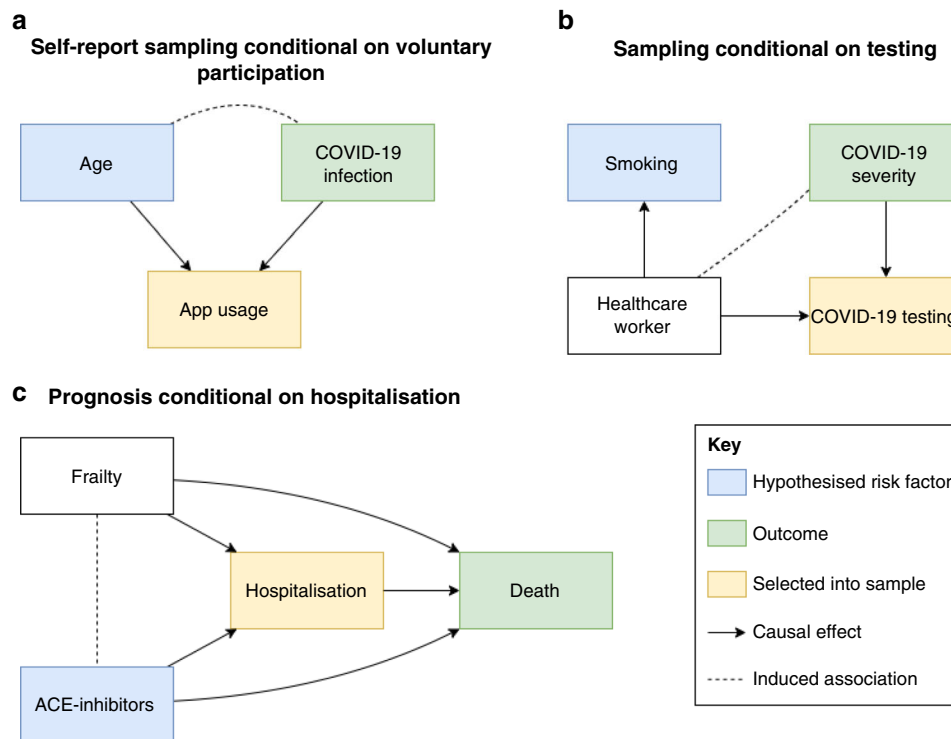 a
Self-report sampling conditional on voluntary
participation
Age
COVID-19
infection
App usage
b
Sampling conditional on testing
Smoking
COVID-19
severity
Healthcare
worker
COVID-19 testing
c Prognosis conditional on hospitalisation
Frailty
Hospitalisation
Death
ACE-inhibitors
Key
Hypothesised risk factor
Outcome
Selected into sample
Causal effect
Induced association